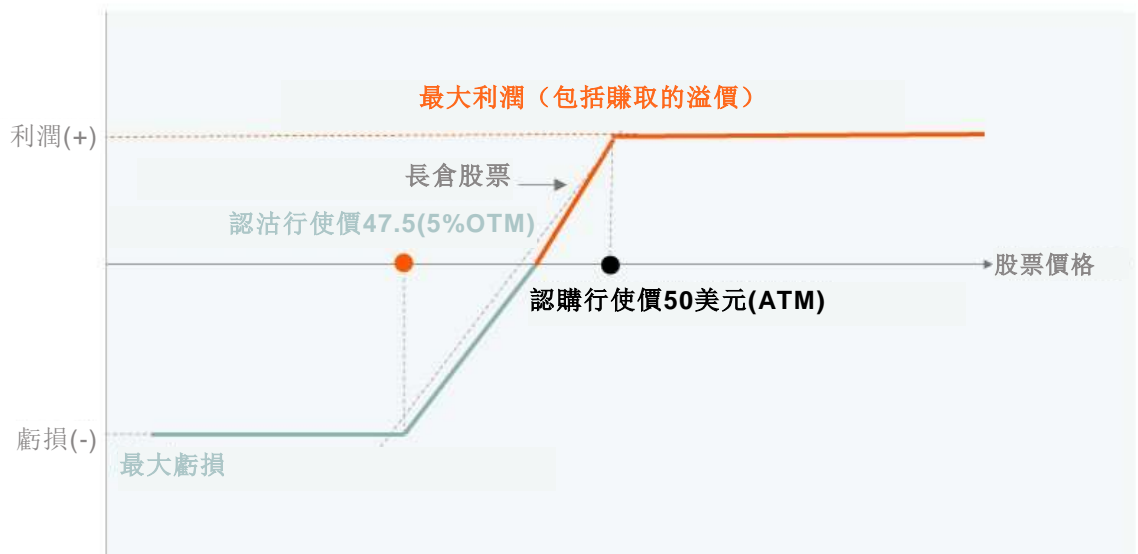 最大利潤（包括賺取的溢價）
利潤(+)
長倉股票
認沽行使價47.5(5%OTM)
股票價格
認購行使價50美元(ATM)
虧損(-)
最大虧損